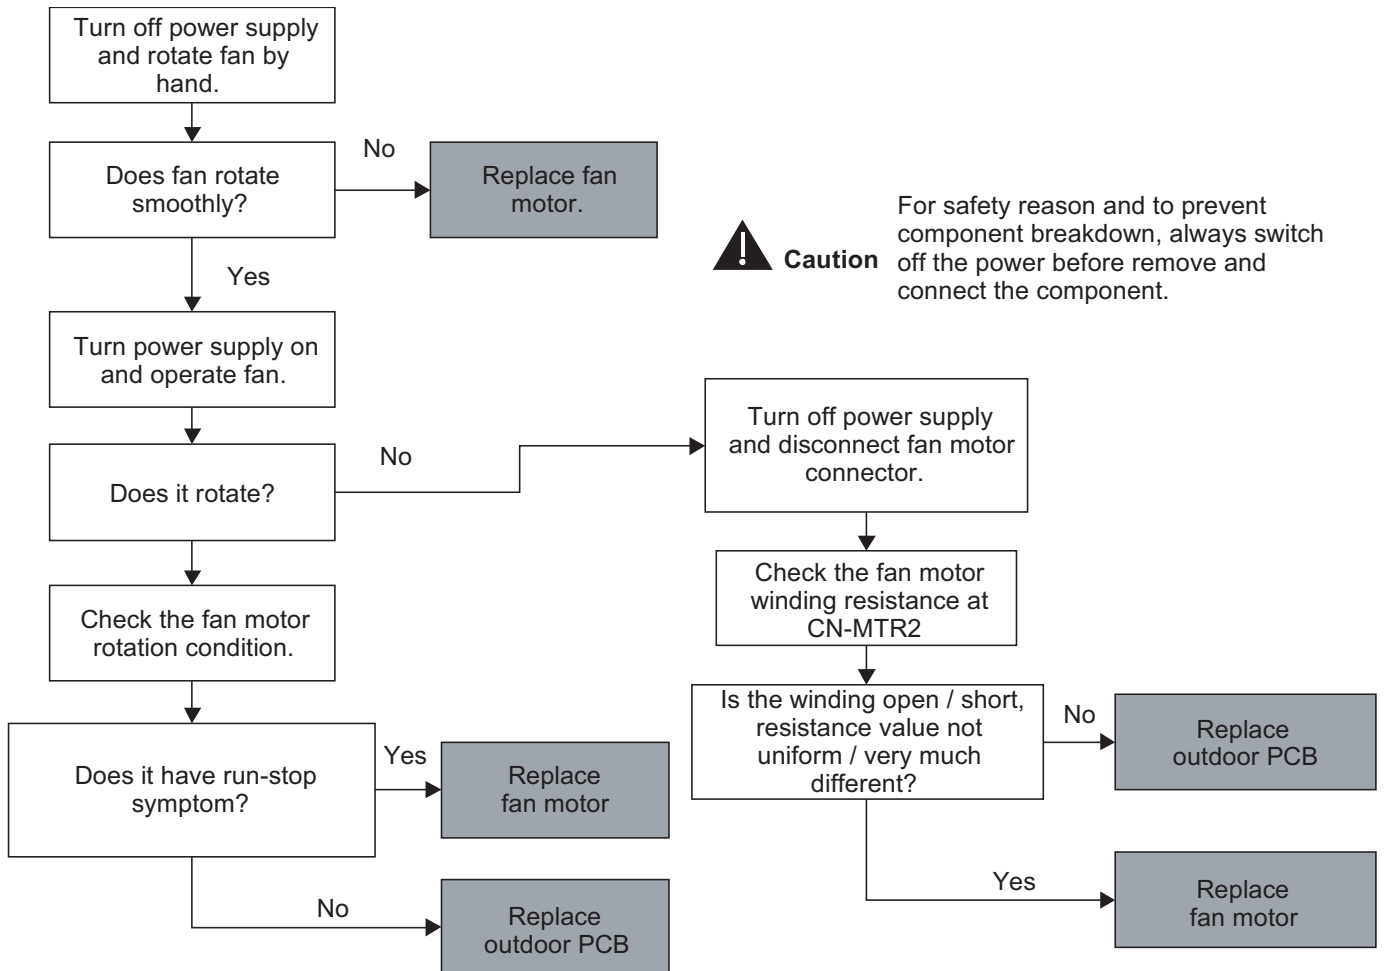 Turn off power supply
and rotate fan by
hand.
Does fan rotate
smoothly?
No
Replace fan
motor.
Caution
For safety reason and to prevent
component breakdown, always switch
off the power before remove and
connect the component.
Yes
Turn power supply on
and operate fan.
Does it rotate?
No
Turn off power supply
and disconnect fan motor
connector.
Check the fan motor
winding resistance at
CN-MTR2
Check the fan motor
rotation condition.
Is the winding open / short,
resistance value not
uniform / very much
different?
No
Replace
outdoor PCB
Yes
Replace
fan motor
Does it have run-stop
symptom?
Yes
Replace
fan motor
No
Replace
outdoor PCB